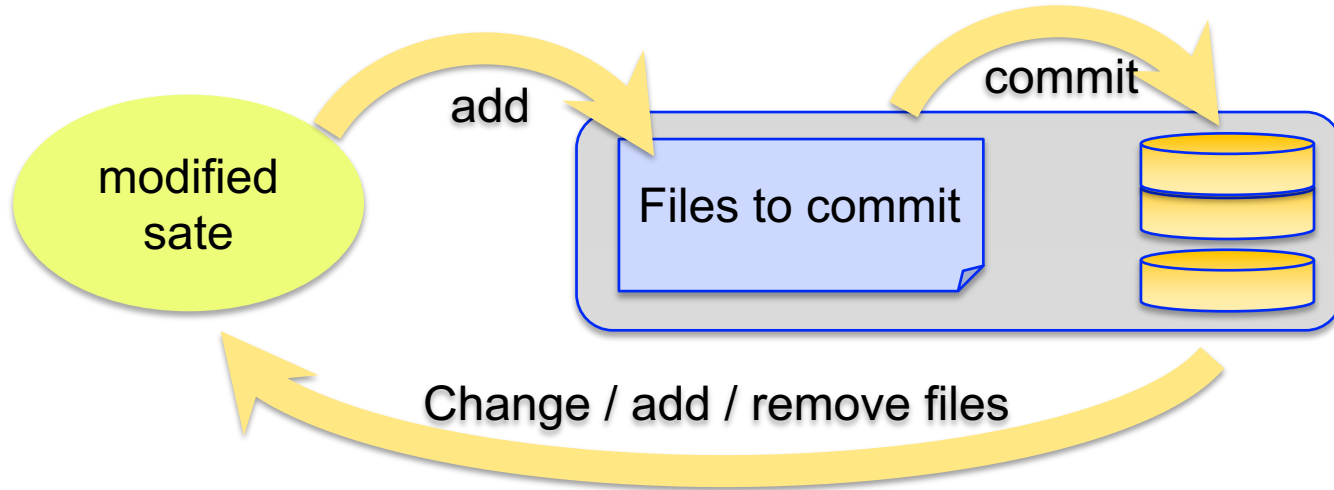 commit
add
modified
sate
Files to commit
Change / add / remove files